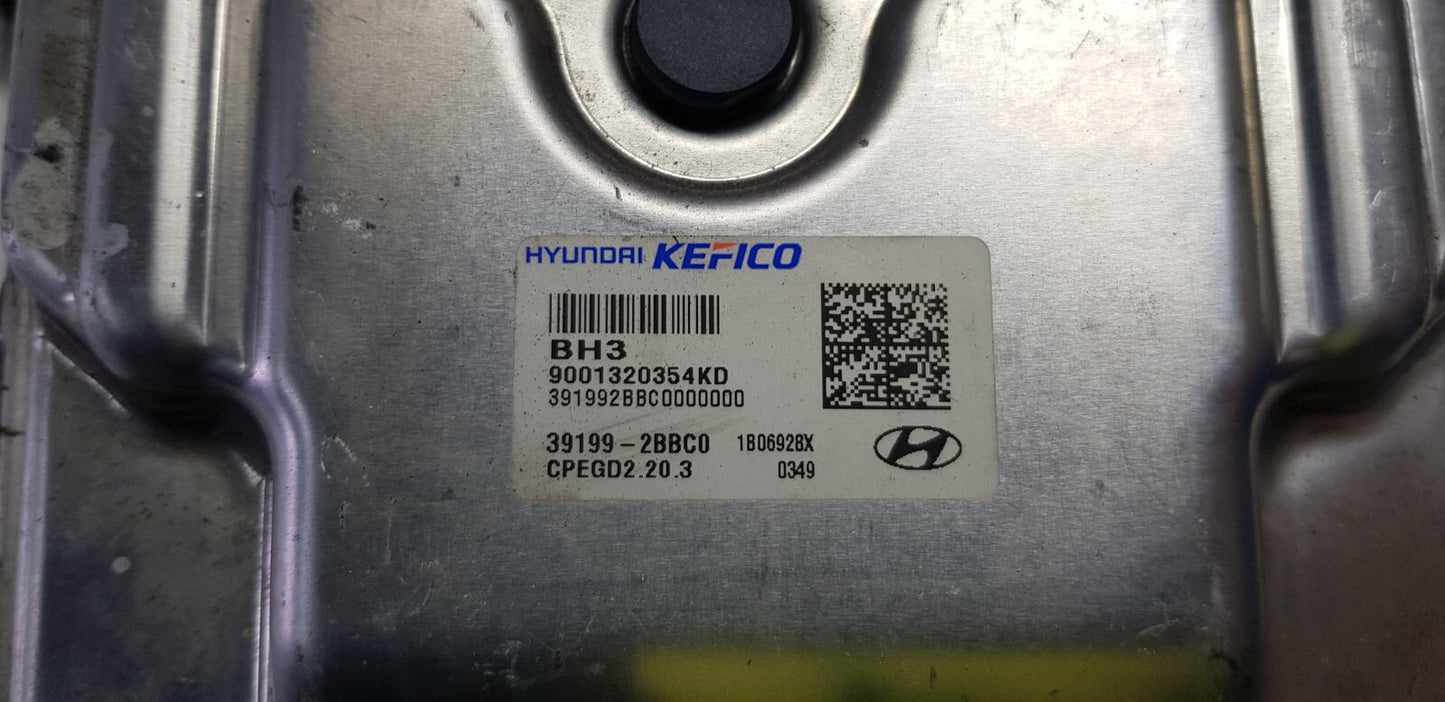 HYUNDAI KEFICO
BH3
9001320354KD
391992BBC0000000
39199-2BBC0 1B06928X
CPEGD2.20.3 0349